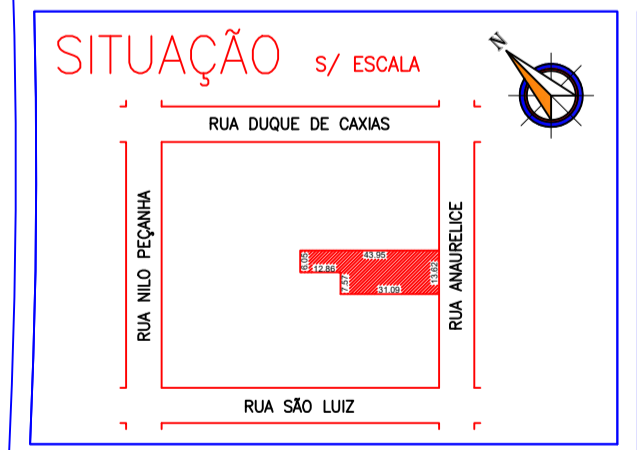 SITUAÇÃO S/ ESCALA
N
RUA DUQUE DE CAXIAS
RUA NILO PEÇANHA
RUA ANAURELICE
43.95
6.05
12.86
13.62
7.57
31.09
RUA SÃO LUIZ